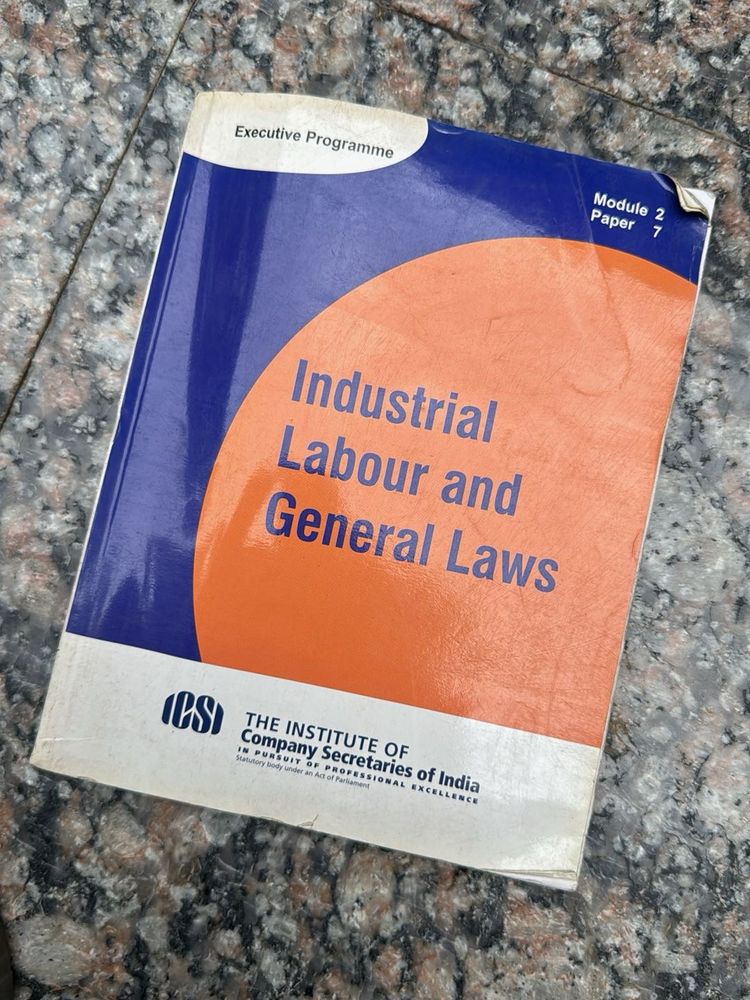 Executive Programme
Module 2
Paper 7
Industrial
Labour and
General Laws
ICSI
THE INSTITUTE OF
Company Secretaries of India
IN PURSUIT OF PROFESSIONAL EXCELLENCE
Statutory body under an Act of Parliament